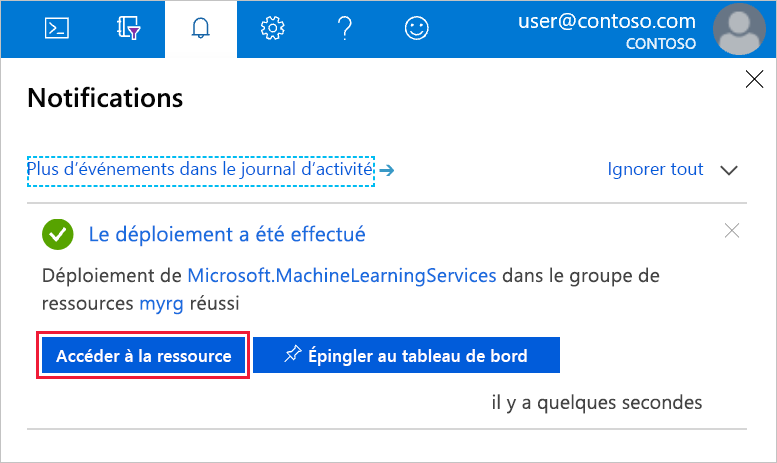 user@contoso.com
CONTOSO
Notifications
Plus d’événements dans le journal d’activité
Ignorer tout
Le déploiement a été effectué
Déploiement de Microsoft.MachineLearningServices dans le groupe de
ressources myrg réussi
Accéder à la ressource
Épingler au tableau de bord
il y a quelques secondes